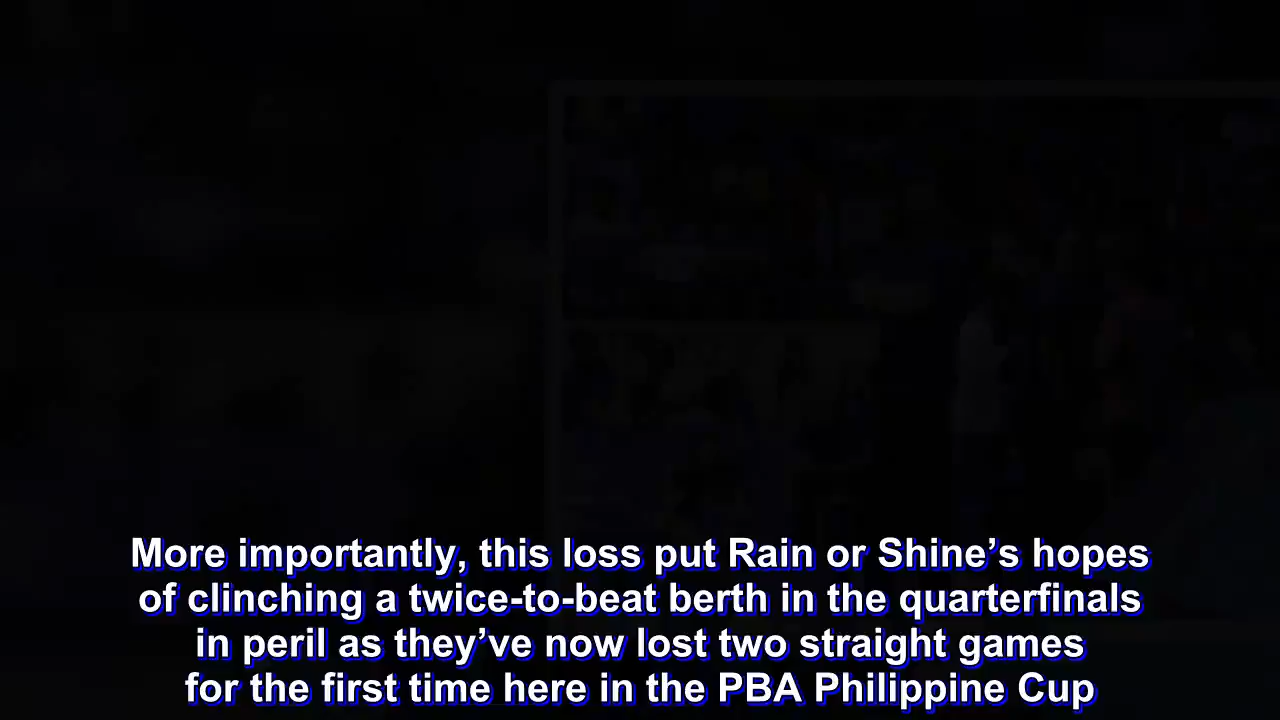 More importantly, this loss put Rain or Shine’s hopes
of clinching a twice-to-beat berth in the quarterfinals
in peril as they’ve now lost two straight games
for the first time here in the PBA Philippine Cup